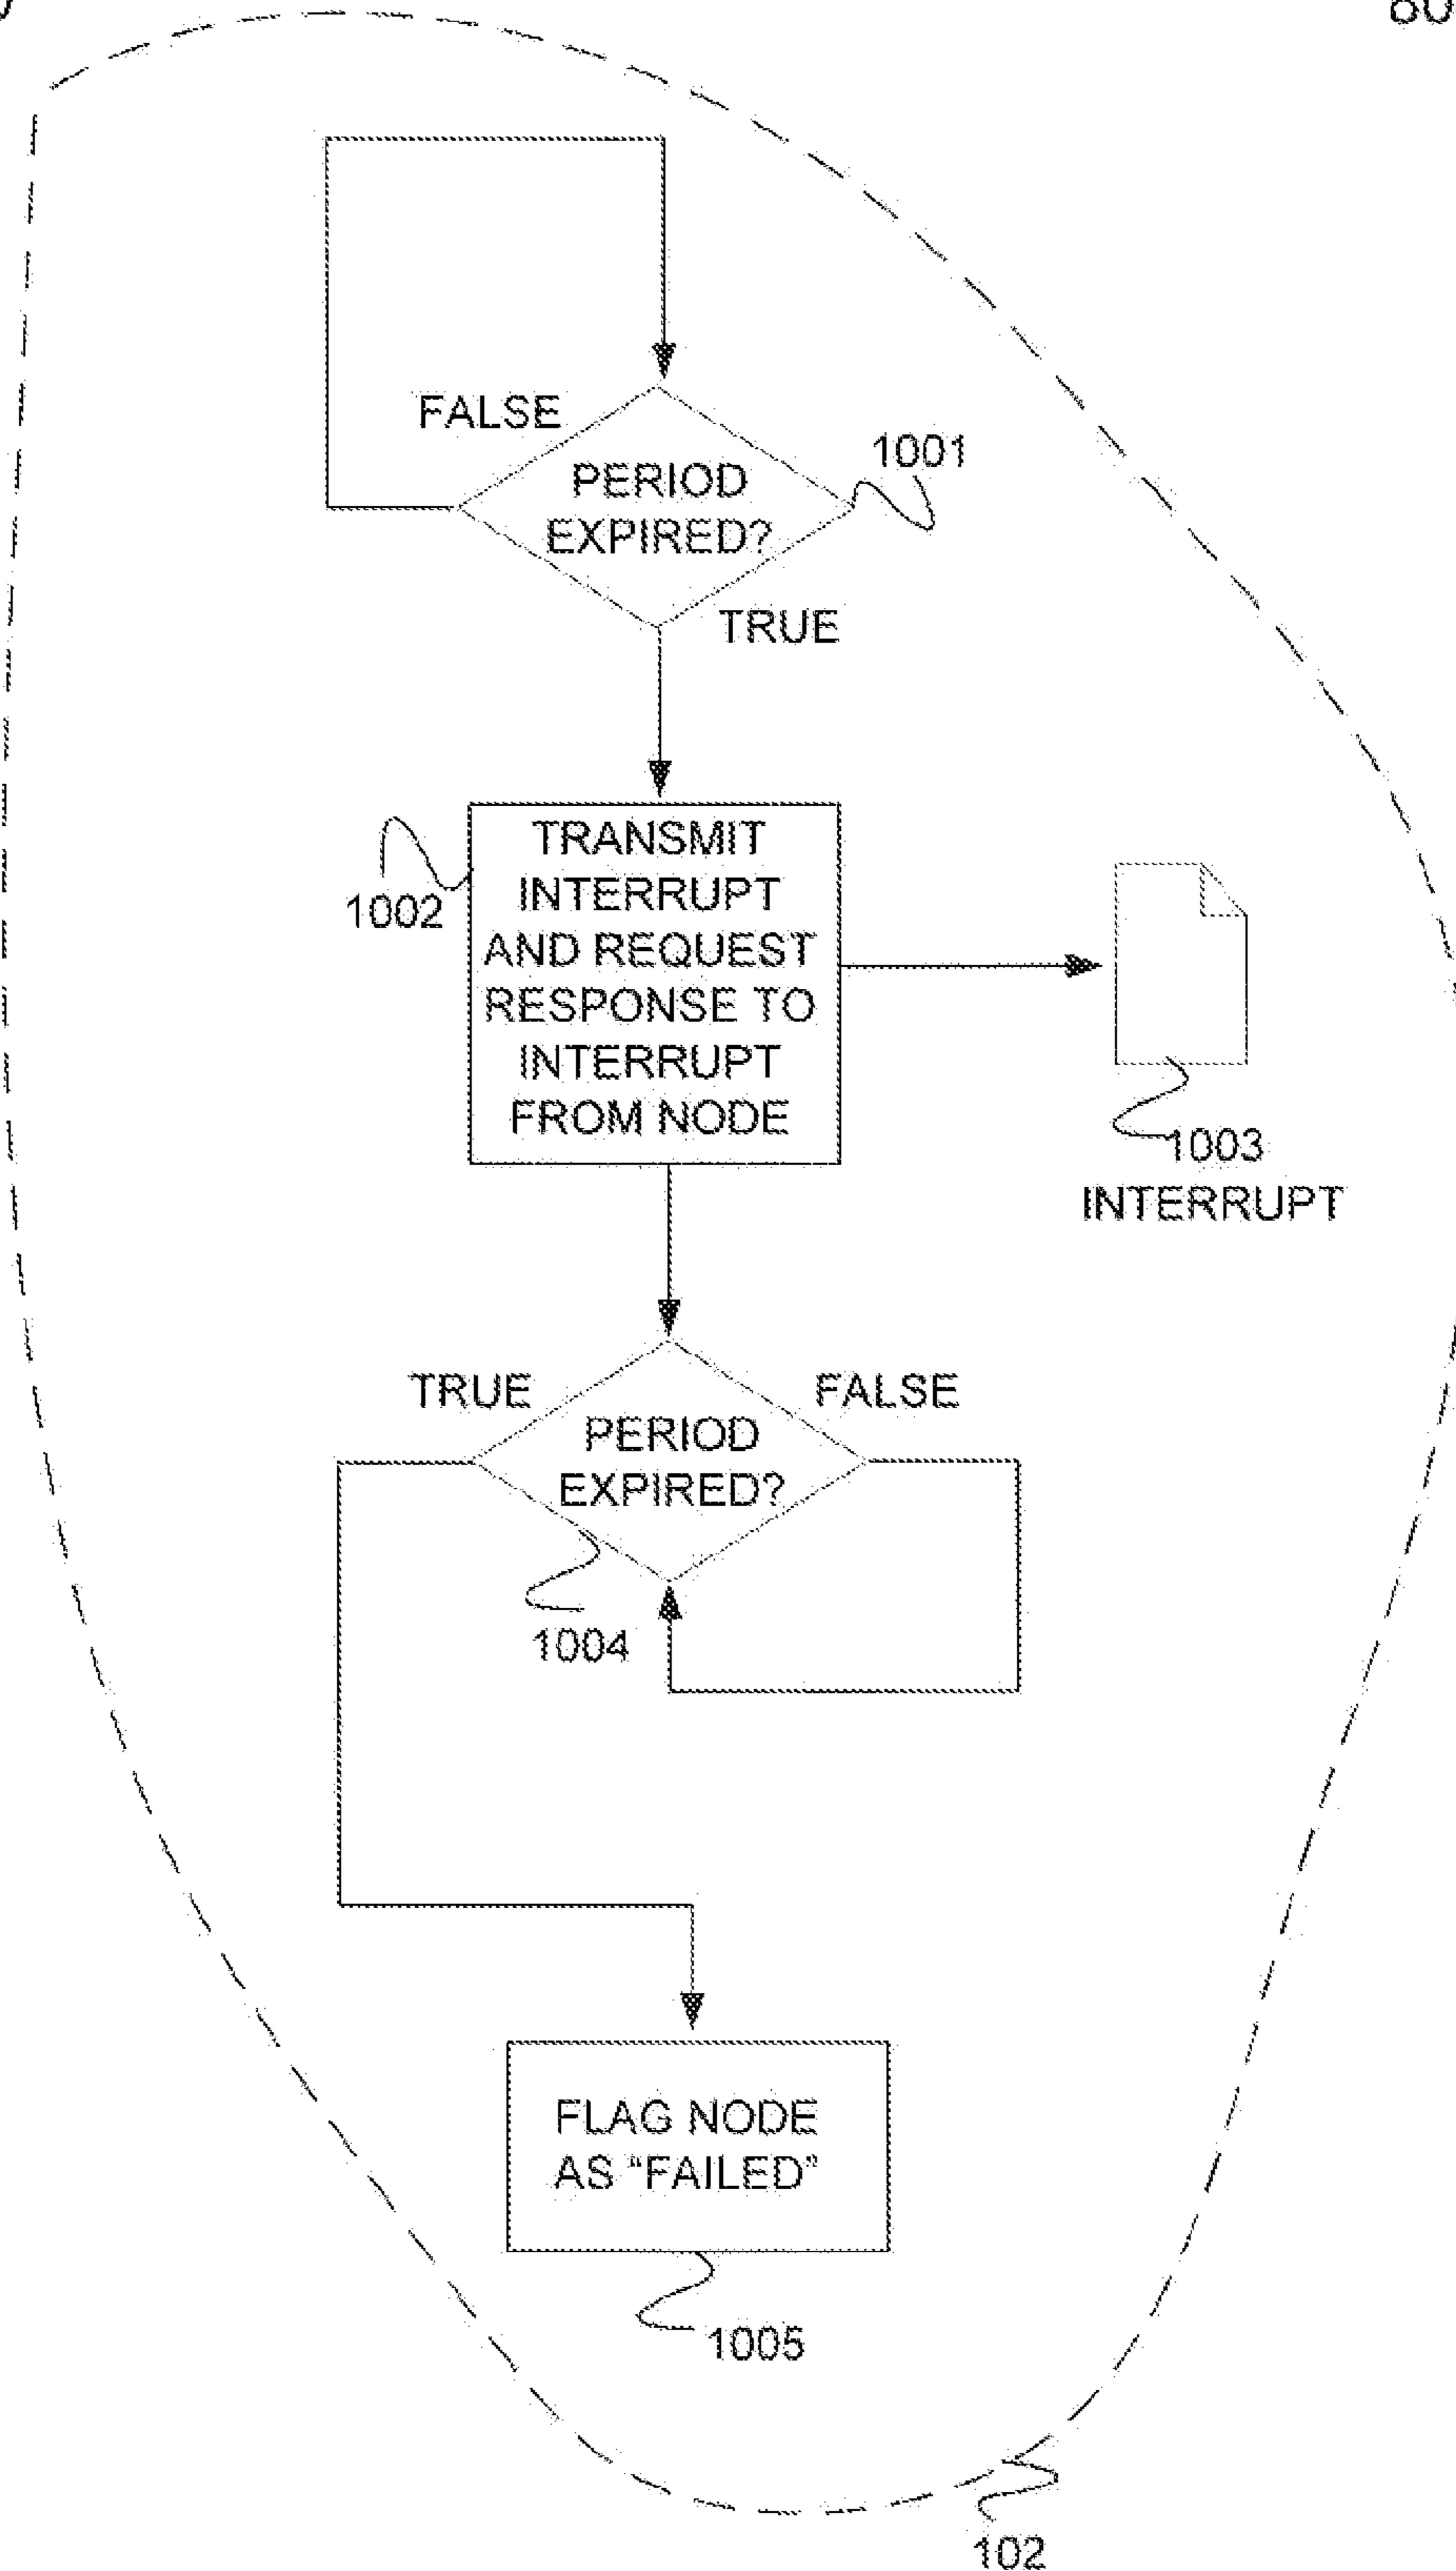 FALSE
1001
PERIOD
EXPIRED?
TRUE
TRANSMIT
INTERRUPT
AND REQUEST
RESPONSE TO
INTERRUPT
FROM NODE
1002
1003
INTERRUPT
TRUE
FALSE
PERIOD
EXPIRED?
1004
FLAG NODE
AS “FAILED”
1005
102